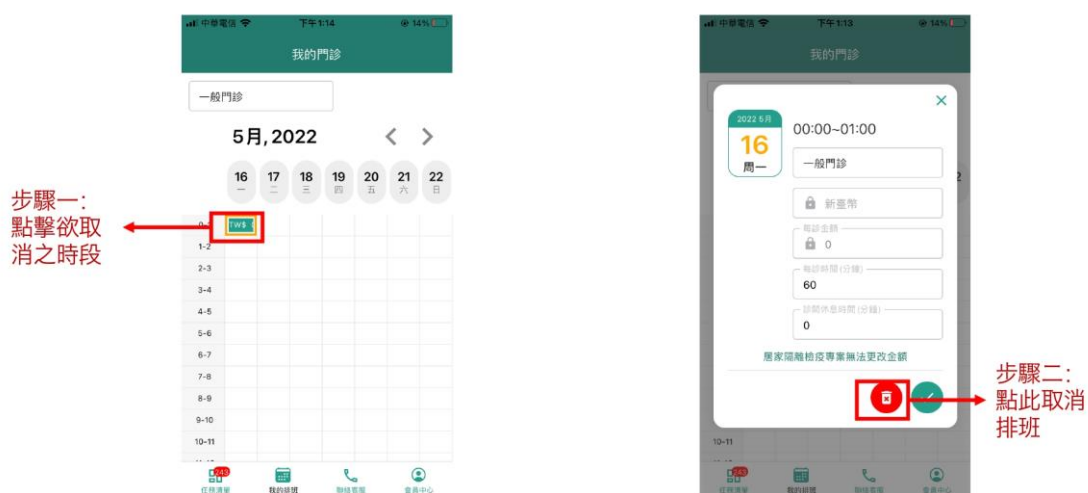 中華電信 下午1:14 14%
我的門診
一般門診
5月, 2022
16 17 18 19 20 21 22
一 二 三 四 五 六 日
步驟一：
點擊欲取
消之時段
TW$
1-2
2-3
3-4
4-5
5-6
6-7
7-8
8-9
9-10
10-11
243
任務清單 我的排班 聯絡客服 會員中心
中華電信 下午1:13 14%
我的門診
2022 5月
16
周一
00:00~01:00
一般門診
新臺幣
每診金額
0
每診時間 (分鐘)
60
診間休息時間 (分鐘)
0
居家隔離檢疫專案無法更改金額
步驟二：
點此取消
排班
10-11
243
任務清單 我的排班 聯絡客服 會員中心